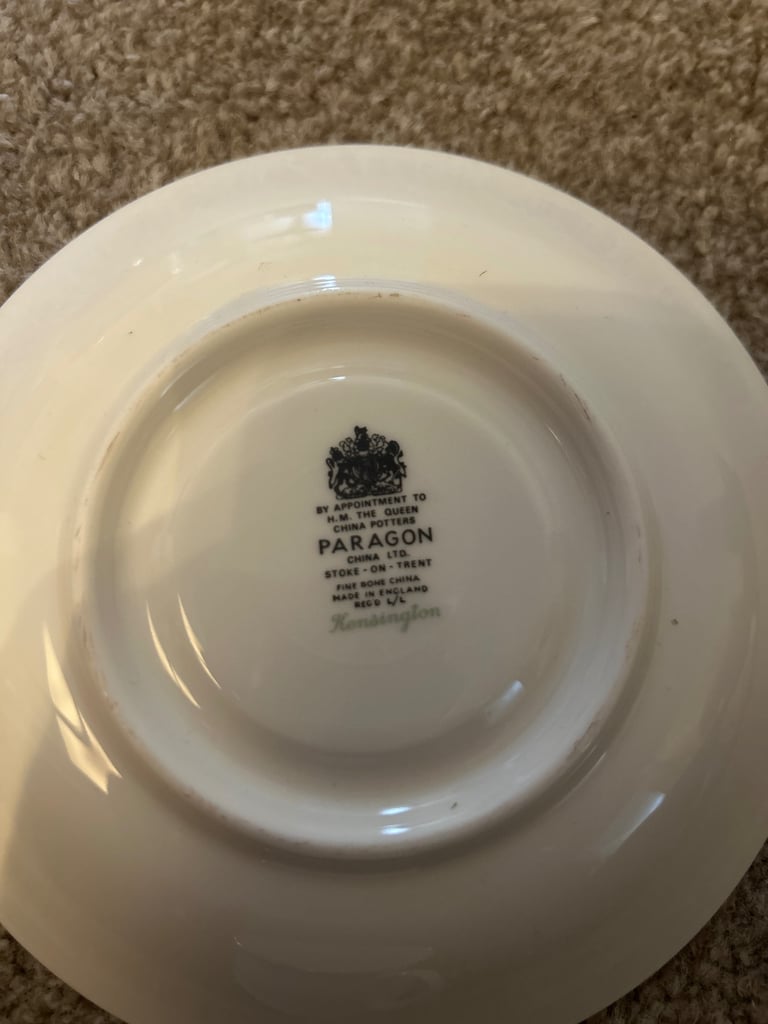 BY APPOINTMENT TO
H.M. THE QUEEN
CHINA POTTERS
PARAGON
CHINA LTD.
STOKE-ON-TRENT
FINE BONE CHINA
MADE IN ENGLAND
REG'D
Kensington